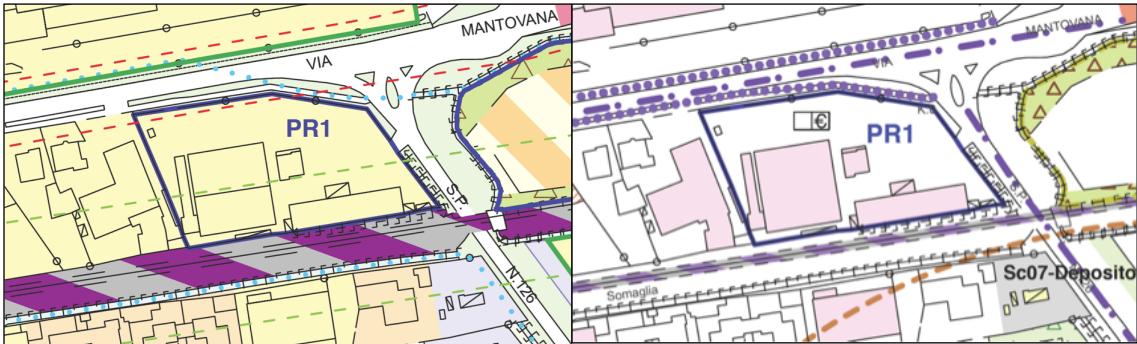 MANTOVANA
VIA
PR1
S.P.
N.126
MANTOVANA
VIA
€
PR1
S.P.
Sc07-Deposito
Somaglia